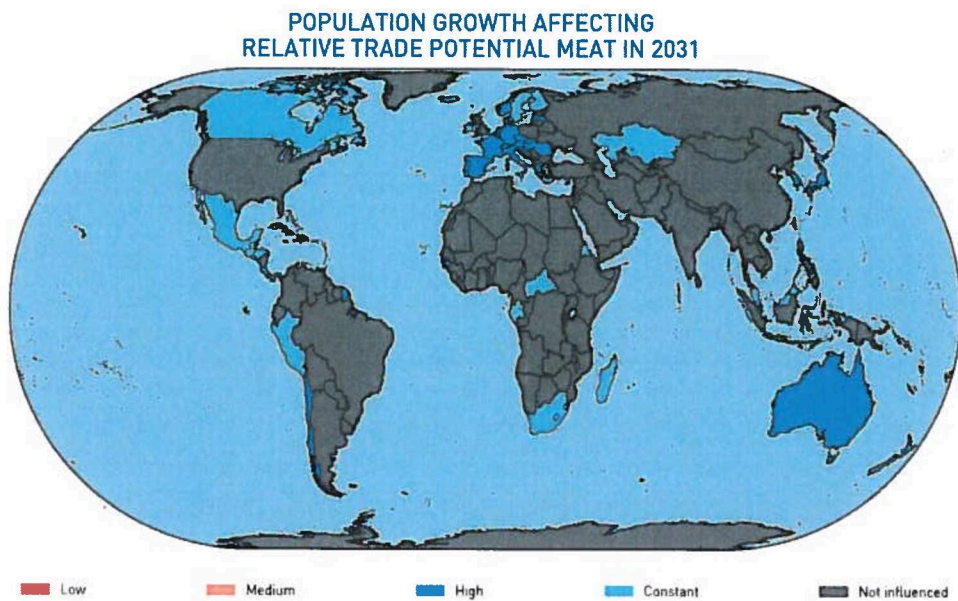 POPULATION GROWTH AFFECTING
RELATIVE TRADE POTENTIAL MEAT IN 2031
Low
Medium
High
Constant
Not influenced